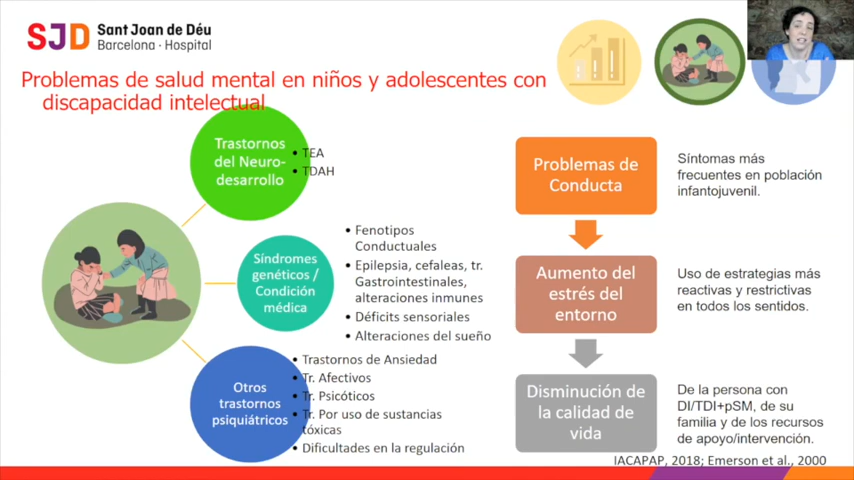 SJD Sant Joan de Déu
Barcelona · Hospital
Problemas de salud mental en niños y adolescentes con
discapacidad intelectual
Trastornos
del Neuro-
desarrollo
• TEA
• TDAH
Síndromes
genéticos /
Condición
médica
• Fenotipos
Conductuales
• Epilepsia, cefaleas, tr.
Gastrointestinales,
alteraciones inmunes
• Déficits sensoriales
• Alteraciones del sueño
Otros
trastornos
psiquiátricos
• Trastornos de Ansiedad
• Tr. Afectivos
• Tr. Psicóticos
• Tr. Por uso de sustancias
tóxicas
• Dificultades en la regulación
Problemas de
Conducta
Síntomas más
frecuentes en población
infantojuvenil.
Aumento del
estrés del
entorno
Uso de estrategias más
reactivas y restrictivas
en todos los sentidos.
Disminución de
la calidad de
vida
De la persona con
DI/TDI+pSM, de su
familia y de los recursos
de apoyo/intervención.
IACAPAP, 2018; Emerson et al., 2000